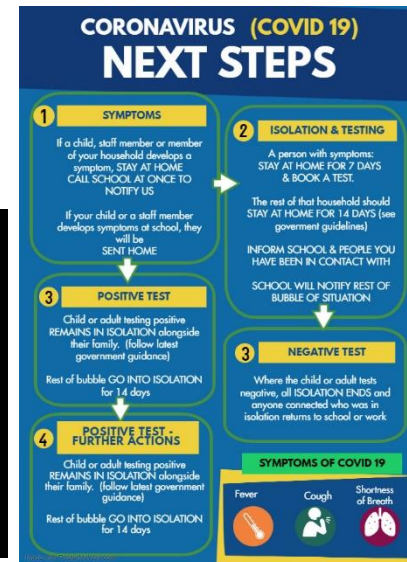 CORONAVIRUS (COVID 19)
NEXT STEPS
1
SYMPTOMS
If a child, staff member or member
of your household develops a
symptom, STAY AT HOME
CALL SCHOOL AT ONCE TO
NOTIFY US
If your child or a staff member
develops symptoms at school, they
will be
SENT HOME
2
ISOLATION & TESTING
A person with symptoms:
STAY AT HOME FOR 7 DAYS
& BOOK A TEST.
The rest of that household should
STAY AT HOME FOR 14 DAYS (see
goverment guidelines)
INFORM SCHOOL & PEOPLE YOU
HAVE BEEN IN CONTACT WITH
SCHOOL WILL NOTIFY REST OF
BUBBLE OF SITUATION
3
POSITIVE TEST
Child or adult testing positive
REMAINS IN ISOLATION alongside
their family. (follow latest
government guidance)
Rest of bubble GO INTO ISOLATION
for 14 days
3
NEGATIVE TEST
Where the child or adult tests
negative, all ISOLATION ENDS and
anyone connected who was in
isolation returns to school or work
4
POSITIVE TEST -
FURTHER ACTIONS
Child or adult testing positive
REMAINS IN ISOLATION alongside
their family. (follow latest government
guidance)
Rest of bubble GO INTO ISOLATION
for 14 days
SYMPTOMS OF COVID 19
Fever
Cough
Shortness
of Breath